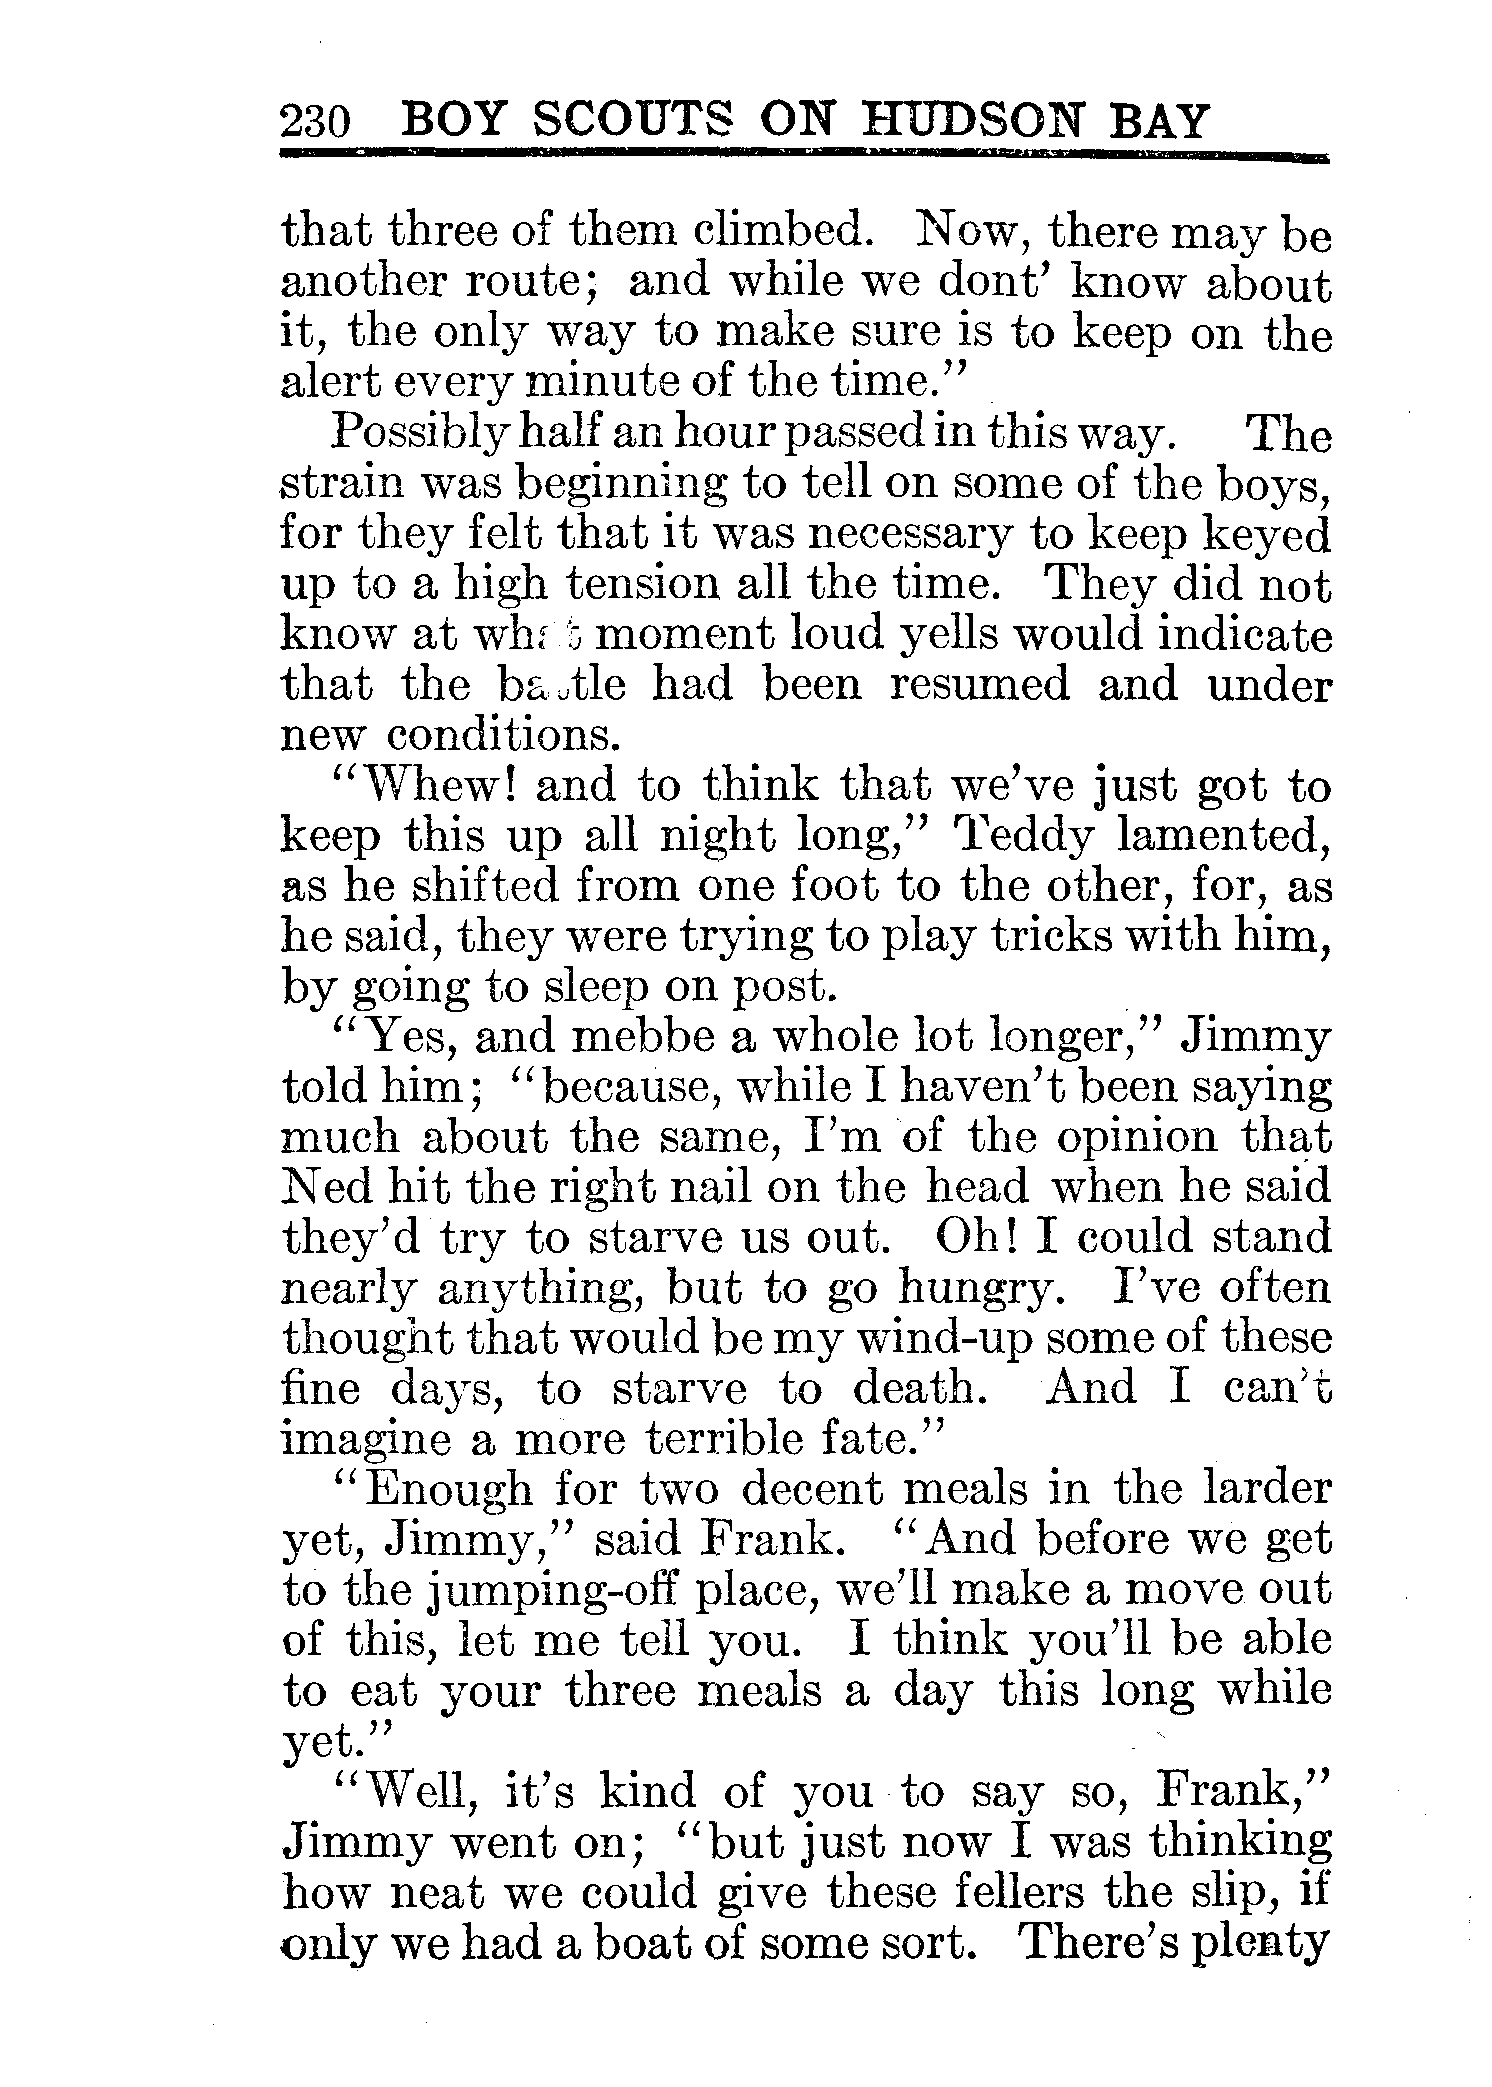 230 BOY SCOUTS ON HUDSON BAY
that three of them climbed. Now, there may be
another route; and while we dont' know about
it, the only way to make sure is to keep on the
alert every minute of the time."
Possibly half an hour passed in this way. The
strain was beginning to tell on some of the boys,
for they felt that it was necessary to keep keyed
up to a high tension all the time. They did not
know at what moment loud yells would indicate
that the battle had been resumed and under
new conditions.
"Whew! and to think that we've just got to
keep this up all night long," Teddy lamented,
as he shifted from one foot to the other, for, as
he said, they were trying to play tricks with him,
by going to sleep on post.
"Yes, and mebbe a whole lot longer," Jimmy
told him; "because, while I haven't been saying
much about the same, I'm of the opinion that
Ned hit the right nail on the head when he said
they'd try to starve us out. Oh! I could stand
nearly anything, but to go hungry. I've often
thought that would be my wind-up some of these
fine days, to starve to death. And I can't
imagine a more terrible fate."
"Enough for two decent meals in the larder
yet, Jimmy," said Frank. "And before we get
to the jumping-off place, we'll make a move out
of this, let me tell you. I think you'll be able
to eat your three meals a day this long while
yet."
"Well, it's kind of you to say so, Frank,"
Jimmy went on; "but just now I was thinking
how neat we could give these fellers the slip, if
only we had a boat of some sort. There's plenty